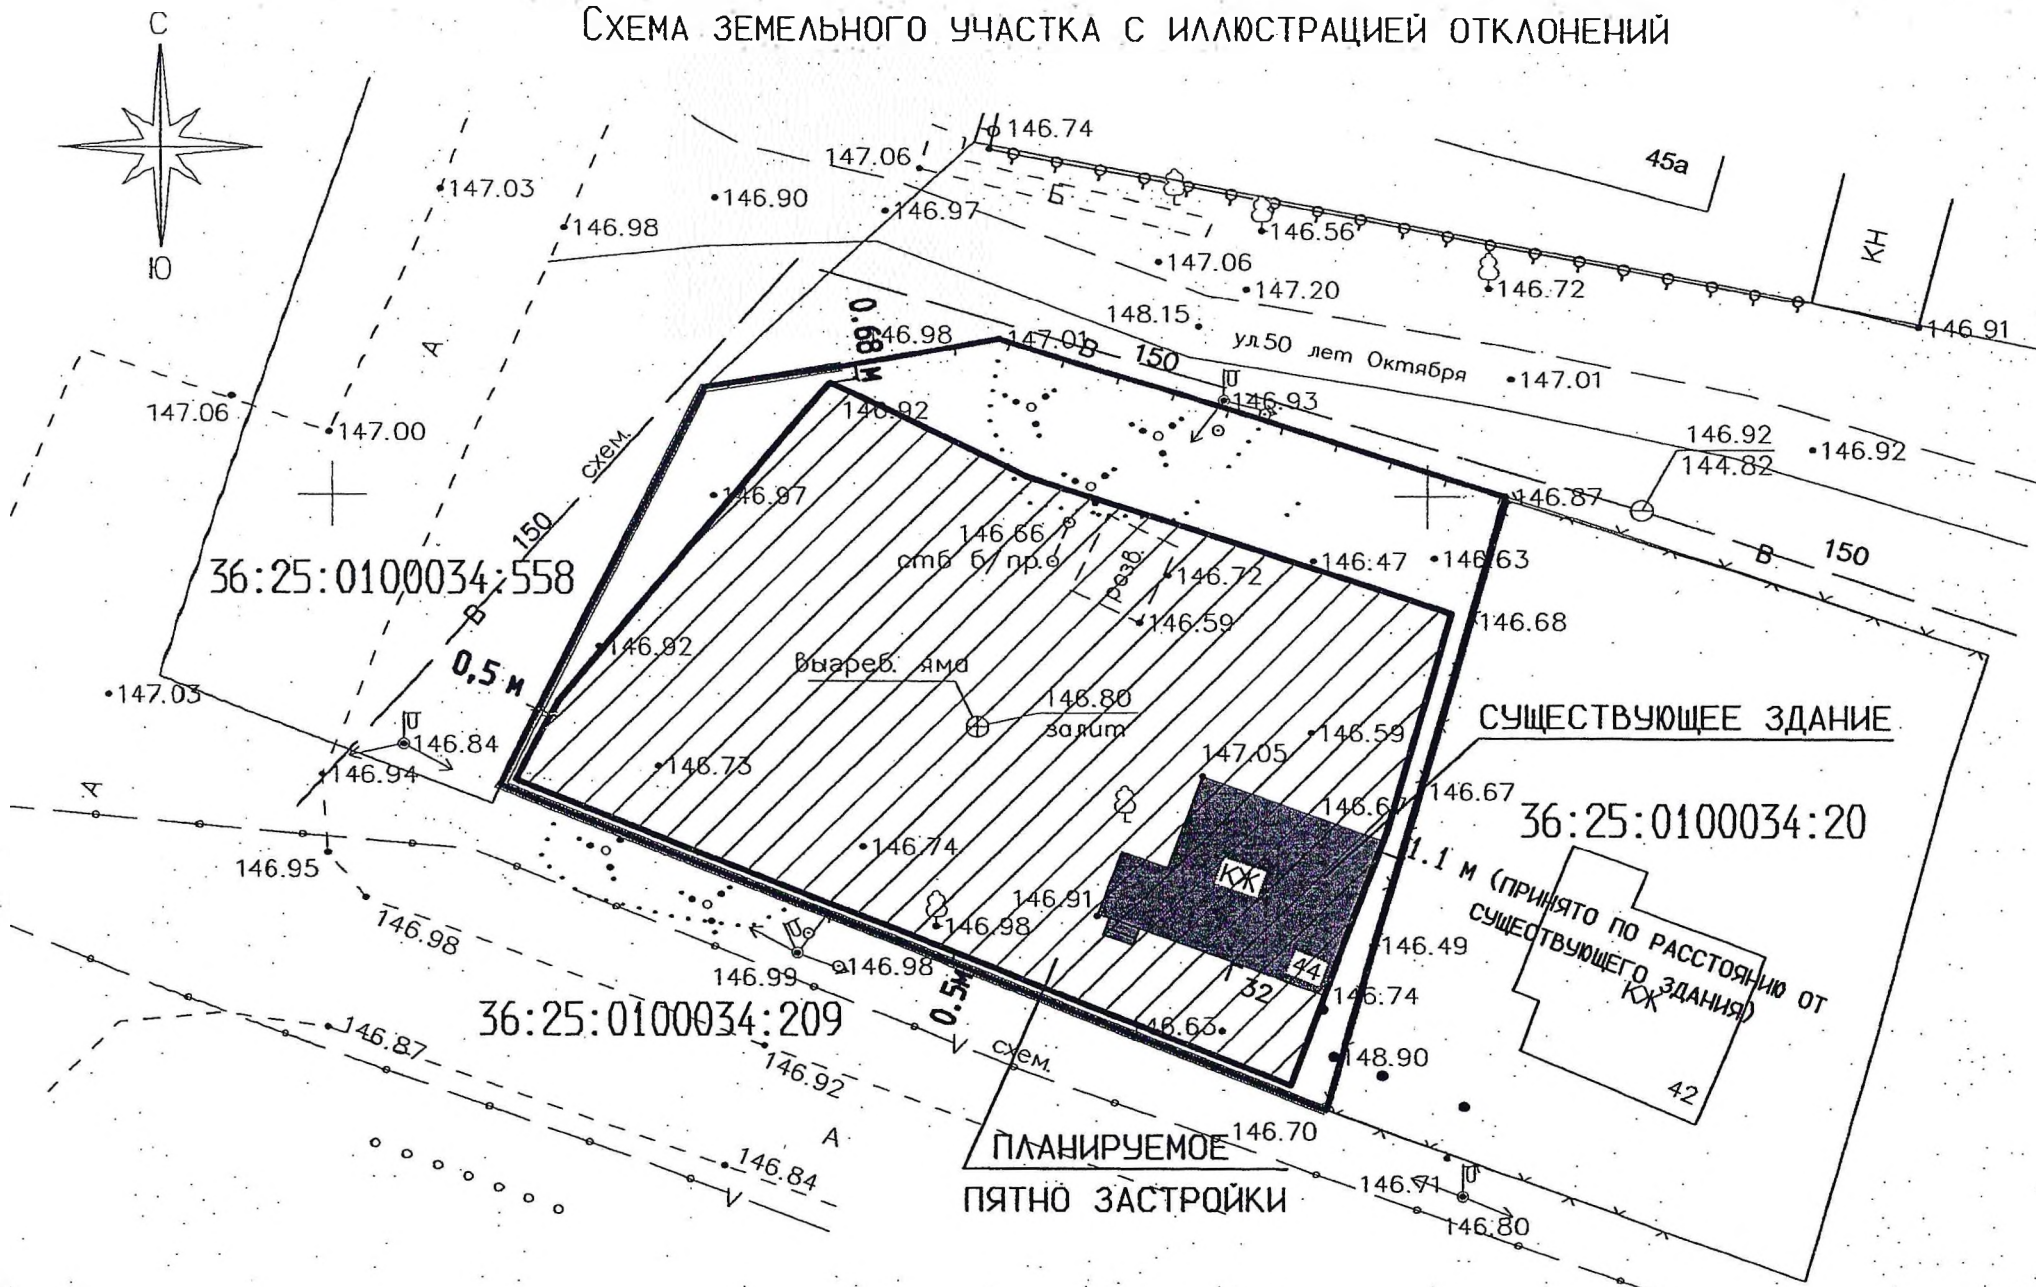 СХЕМА ЗЕМЕЛЬНОГО УЧАСТКА С ИЛЛЮСТРАЦИЕЙ ОТКЛОНЕНИЙ
С
Ю
146.74
45а
147.06
147.03
146.90
146.97
Б
146.98
146.56
КН
147.06
147.20
146.72
148.15
146.91
0.68 М
46.98
147.01
В 150
ул.50 лет Октября
А
147.01
147.06
147.00
146.92
146.93
146.92
144.82
146.92
схем.
146.97
146.87
150
146.66
стб б/пр.
разв.
146.72
146.47
146.63
В 150
36:25:0100034:558
В
146.59
146.68
146.92
0,5 м
выгреб. яма
146.80
залит
147.03
СУЩЕСТВУЮЩЕЕ ЗДАНИЕ
146.84
146.94
146.73
147.05
146.59
А
146.67
146.67
36:25:0100034:20
146.95
146.74
КЖ
1.1 м (ПРИНЯТО ПО РАССТОЯНИЮ ОТ
СУЩЕСТВУЮЩЕГО ЗДАНИЯ)
146.91
146.98
146.98
146.49
44
КЖ
146.99
146.98
32
146.74
36:25:0100034:209
0.5м
146.63
146.87
146.92
схем.
148.90
42
А
ПЛАНИРУЕМОЕ
146.70
146.84
ПЯТНО ЗАСТРОЙКИ
146.71
146.80